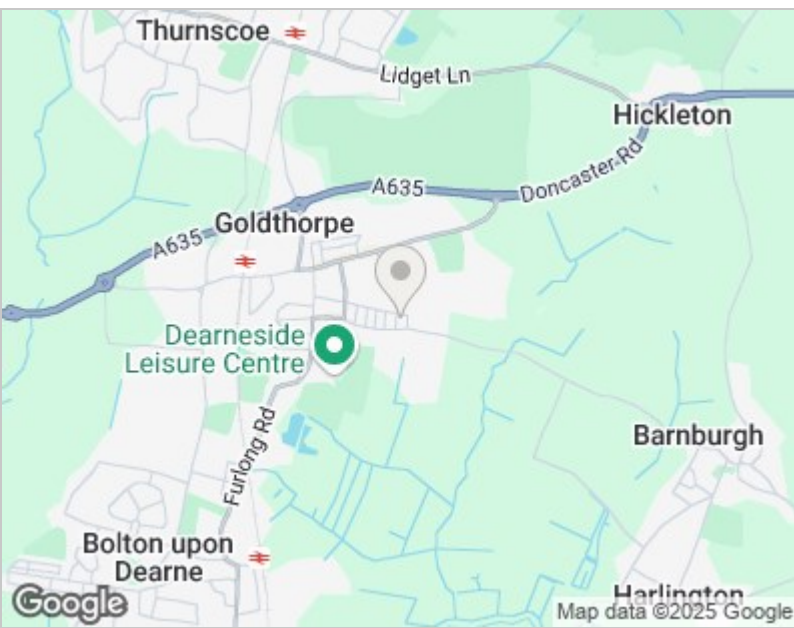 Thurnscoe
Lidget Ln
Hickleton
Doncaster Rd
A635
Goldthorpe
A635
Dearneside
Leisure Centre
Furlong Rd
Barnburgh
Bolton upon
Dearne
Harlington
Google
Map data ©2025 Google